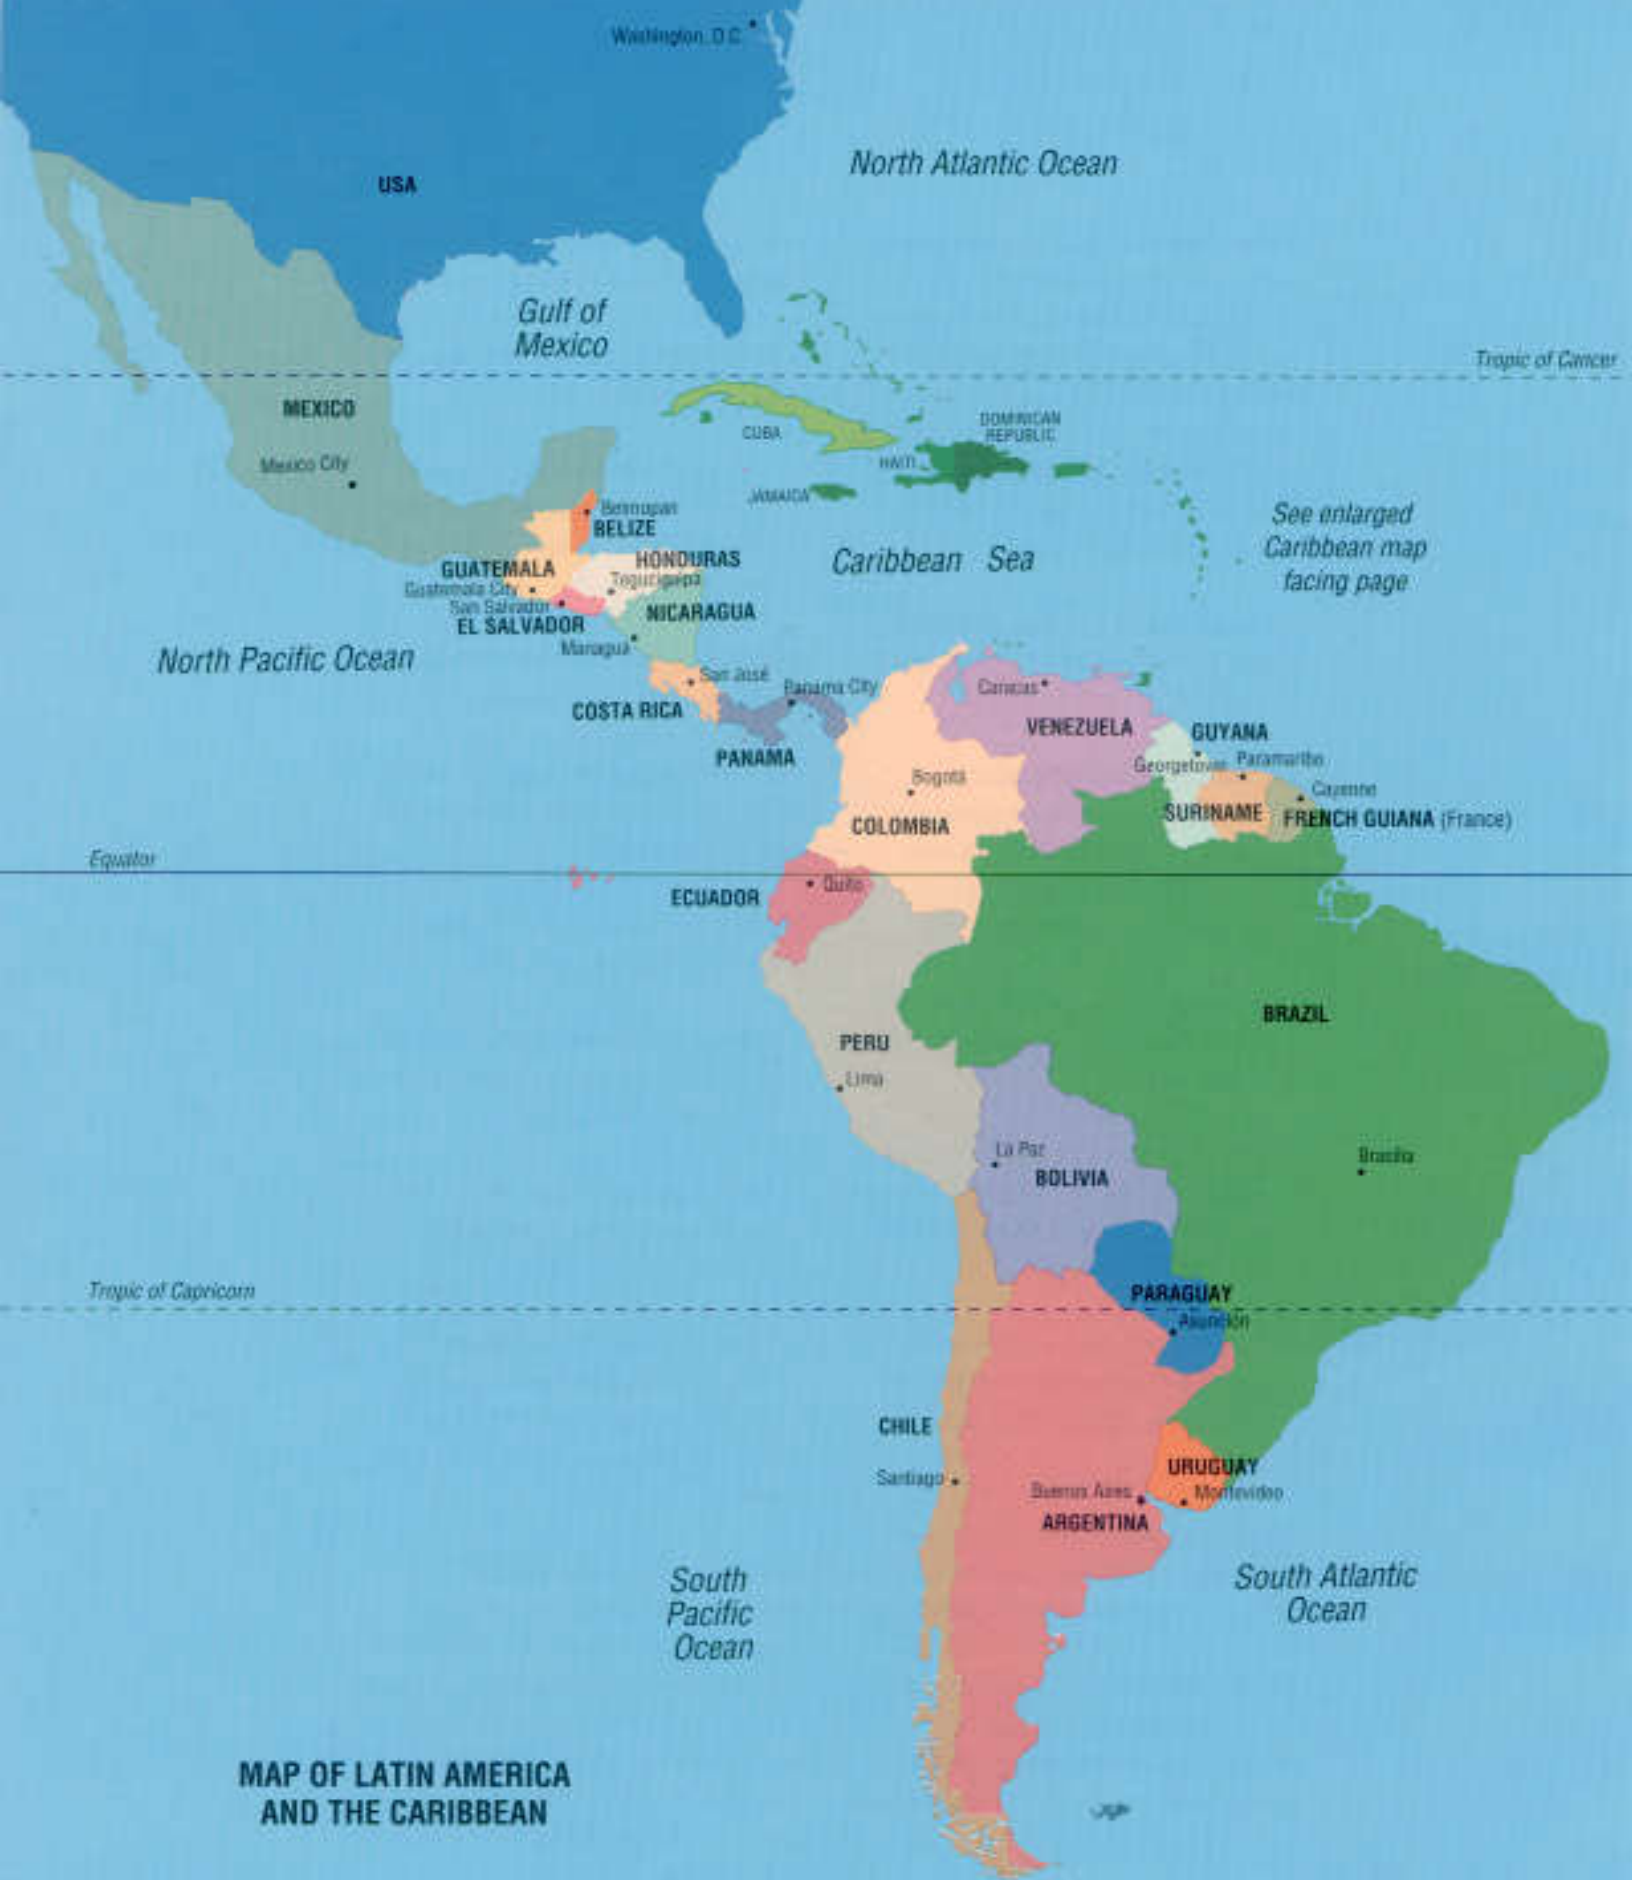 Washington, D.C.
USA
North Atlantic Ocean
Gulf of
Mexico
Tropic of Cancer
MEXICO
Mexico City
CUBA
DOMINICAN
REPUBLIC
HAITI
JAMAICA
See enlarged
Caribbean map
facing page
Belmopan
BELIZE
Caribbean Sea
HONDURAS
GUATEMALA
Tegucigalpa
Guatemala City
San Salvador
NICARAGUA
EL SALVADOR
Managua
North Pacific Ocean
San José
Panama City
Caracas
COSTA RICA
VENEZUELA
GUYANA
PANAMA
Georgetown
Paramaribo
Bogotá
Cayenne
SURINAME
FRENCH GUIANA (France)
COLOMBIA
Equator
Quito
ECUADOR
BRAZIL
PERU
Lima
La Paz
Brasília
BOLIVIA
Tropic of Capricorn
PARAGUAY
Asunción
CHILE
URUGUAY
Santiago
Buenos Aires
Montevideo
ARGENTINA
South
Pacific
Ocean
South Atlantic
Ocean
MAP OF LATIN AMERICA
AND THE CARIBBEAN